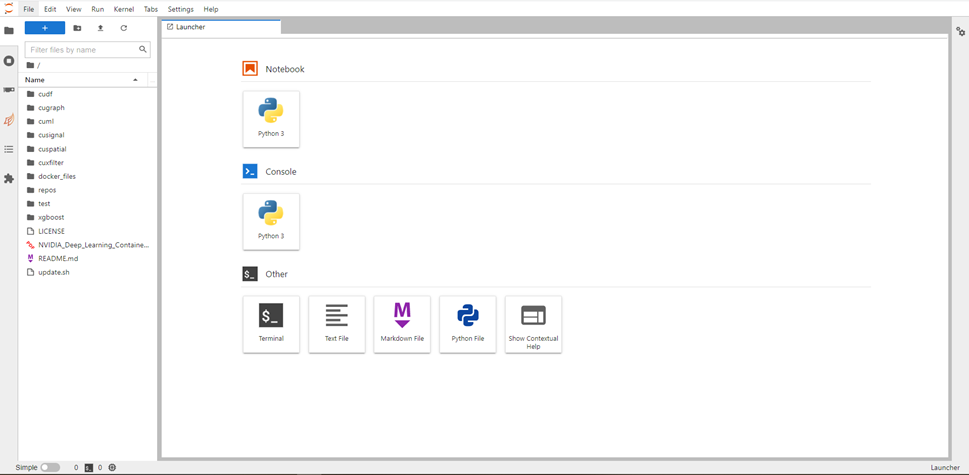 File Edit View Run Kernel Tabs Settings Help
+
Launcher
Filter files by name
/
Name
cudf
cugraph
cuml
cusignal
cuspatial
cuxfilter
docker_files
repos
test
xgboost
LICENSE
NVIDIA_Deep_Learning_Containe...
README.md
update.sh
Notebook
Python 3
Console
Python 3
$_ Other
$_
Terminal
Text File
M
Markdown File
Python File
Show Contextual
Help
Simple 0 $_ 0 Launcher